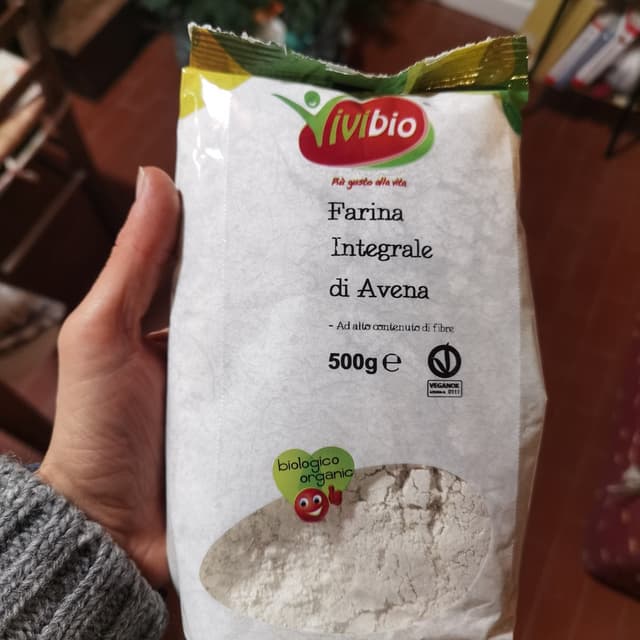 Vivibio
Più gusto alla vita
Farina
Integrale
di Avena
- Ad alto contenuto di fibre
500g ℮
VEGANOK
biologico
organic